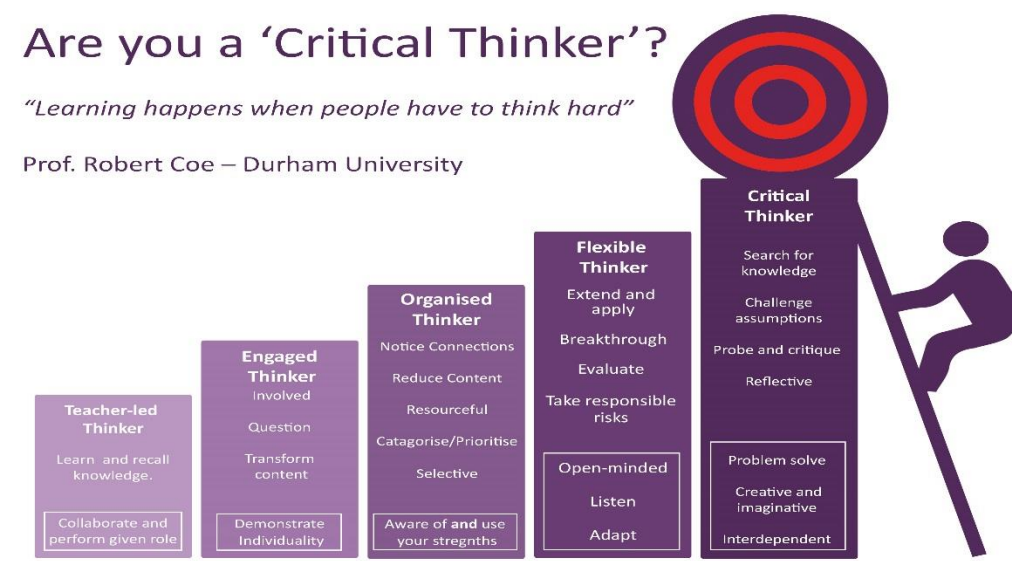 Are you a ‘Critical Thinker’?
“Learning happens when people have to think hard”
Prof. Robert Coe – Durham University
Teacher-led
Thinker
Learn and recall
knowledge.
Collaborate and
perform given role
Engaged
Thinker
Involved
Question
Transform
content
Demonstrate
Individuality
Organised
Thinker
Notice Connections
Reduce Content
Resourceful
Catagorise/Prioritise
Selective
Aware of and use
your stregnths
Flexible
Thinker
Extend and
apply
Breakthrough
Evaluate
Take responsible
risks
Open-minded
Listen
Adapt
Critical
Thinker
Search for
knowledge
Challenge
assumptions
Probe and critique
Reflective
Problem solve
Creative and
imaginative
Interdependent